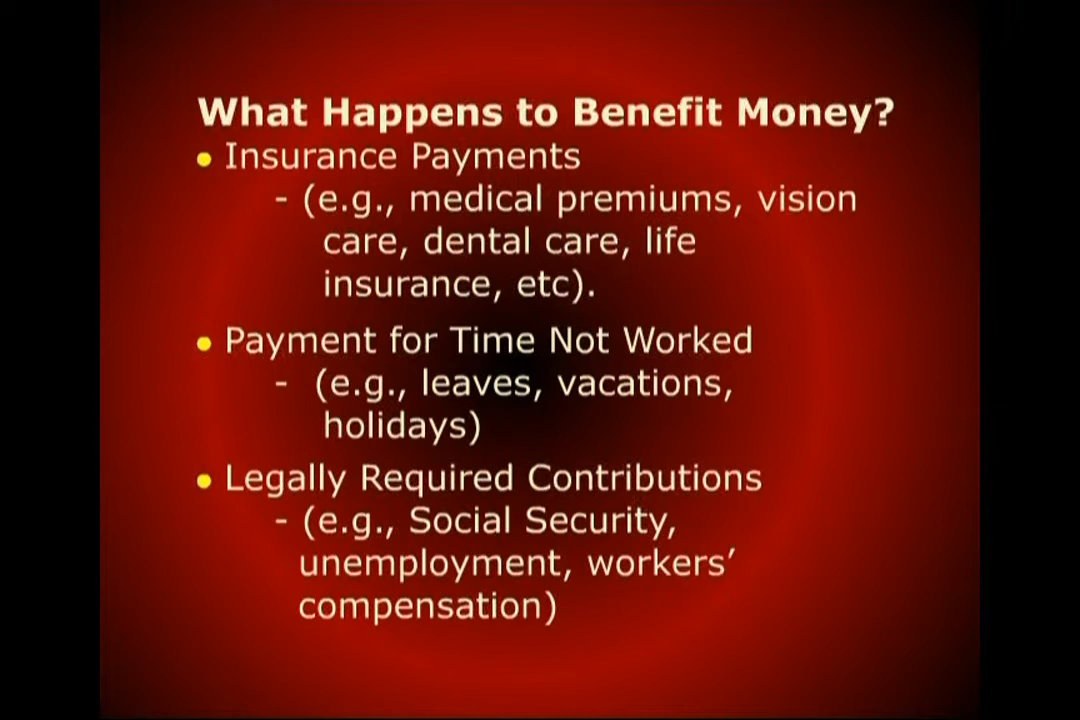 What Happens to Benefit Money?
• Insurance Payments
- (e.g., medical premiums, vision
care, dental care, life
insurance, etc).
• Payment for Time Not Worked
- (e.g., leaves, vacations,
holidays)
• Legally Required Contributions
- (e.g., Social Security,
unemployment, workers’
compensation)